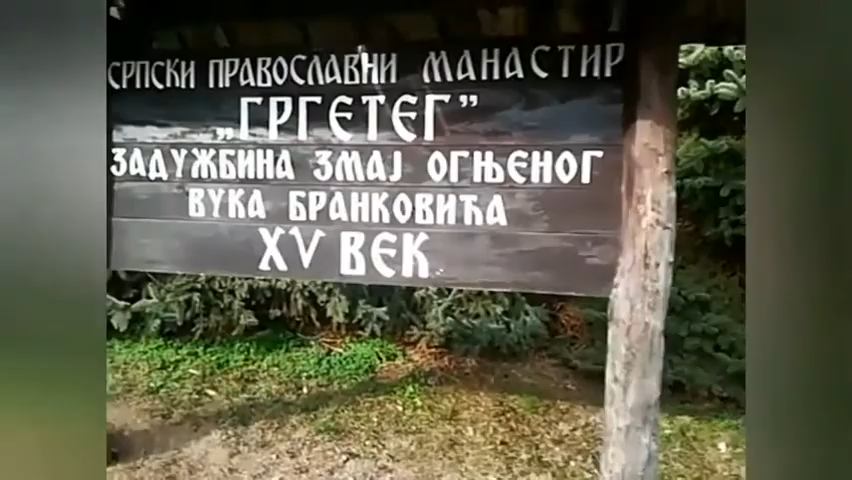 СРПСКИ ПРАВОСЛАВНИ МАНАСТИР
„ГРГЕТЕГ”
ЗАДУЖБИНА ЗМАЈ ОГЊЕНОГ
ВУКА БРАНКОВИЋА
XV ВЕК